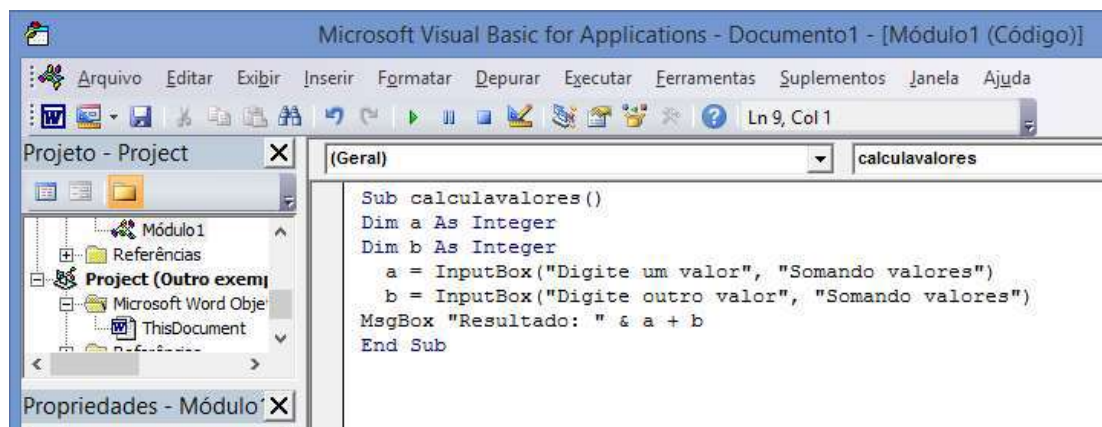 Microsoft Visual Basic for Applications - Documento1 - [Módulo1 (Código)]
Arquivo Editar Exibir Inserir Formatar Depurar Executar Ferramentas Suplementos Janela Ajuda
Ln 9, Col 1
Projeto - Project
(Geral) calculavalores
Módulo1
Referências
Project (Outro exemp
Microsoft Word Obje
ThisDocument
Propriedades - Módulo1
Sub calculavalores()
Dim a As Integer
Dim b As Integer
a = InputBox("Digite um valor", "Somando valores")
b = InputBox("Digite outro valor", "Somando valores")
MsgBox "Resultado: " & a + b
End Sub